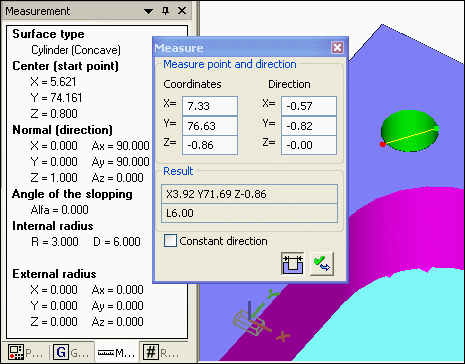 Measurement
Surface type
Cylinder (Concave)
Center (start point)
X = 5.621
Y = 74.161
Z = 0.800
Normal (direction)
X = 0.000 Ax = 90.000
Y = 0.000 Ay = 90.000
Z = 1.000 Az = 0.000
Angle of the slopping
Alfa = 0.000
Internal radius
R = 3.000 D = 6.000
External radius
X = 0.000 Ax = 0.000
Y = 0.000 Ay = 0.000
Z = 0.000 Az = 0.000
P...
G G...
M...
# R...
Measure
Measure point and direction
Coordinates Direction
X= 7.33 X= -0.57
Y= 76.63 Y= -0.82
Z= -0.86 Z= -0.00
Result
X3.92 Y71.69 Z-0.86
L6.00
Constant direction
Y
X